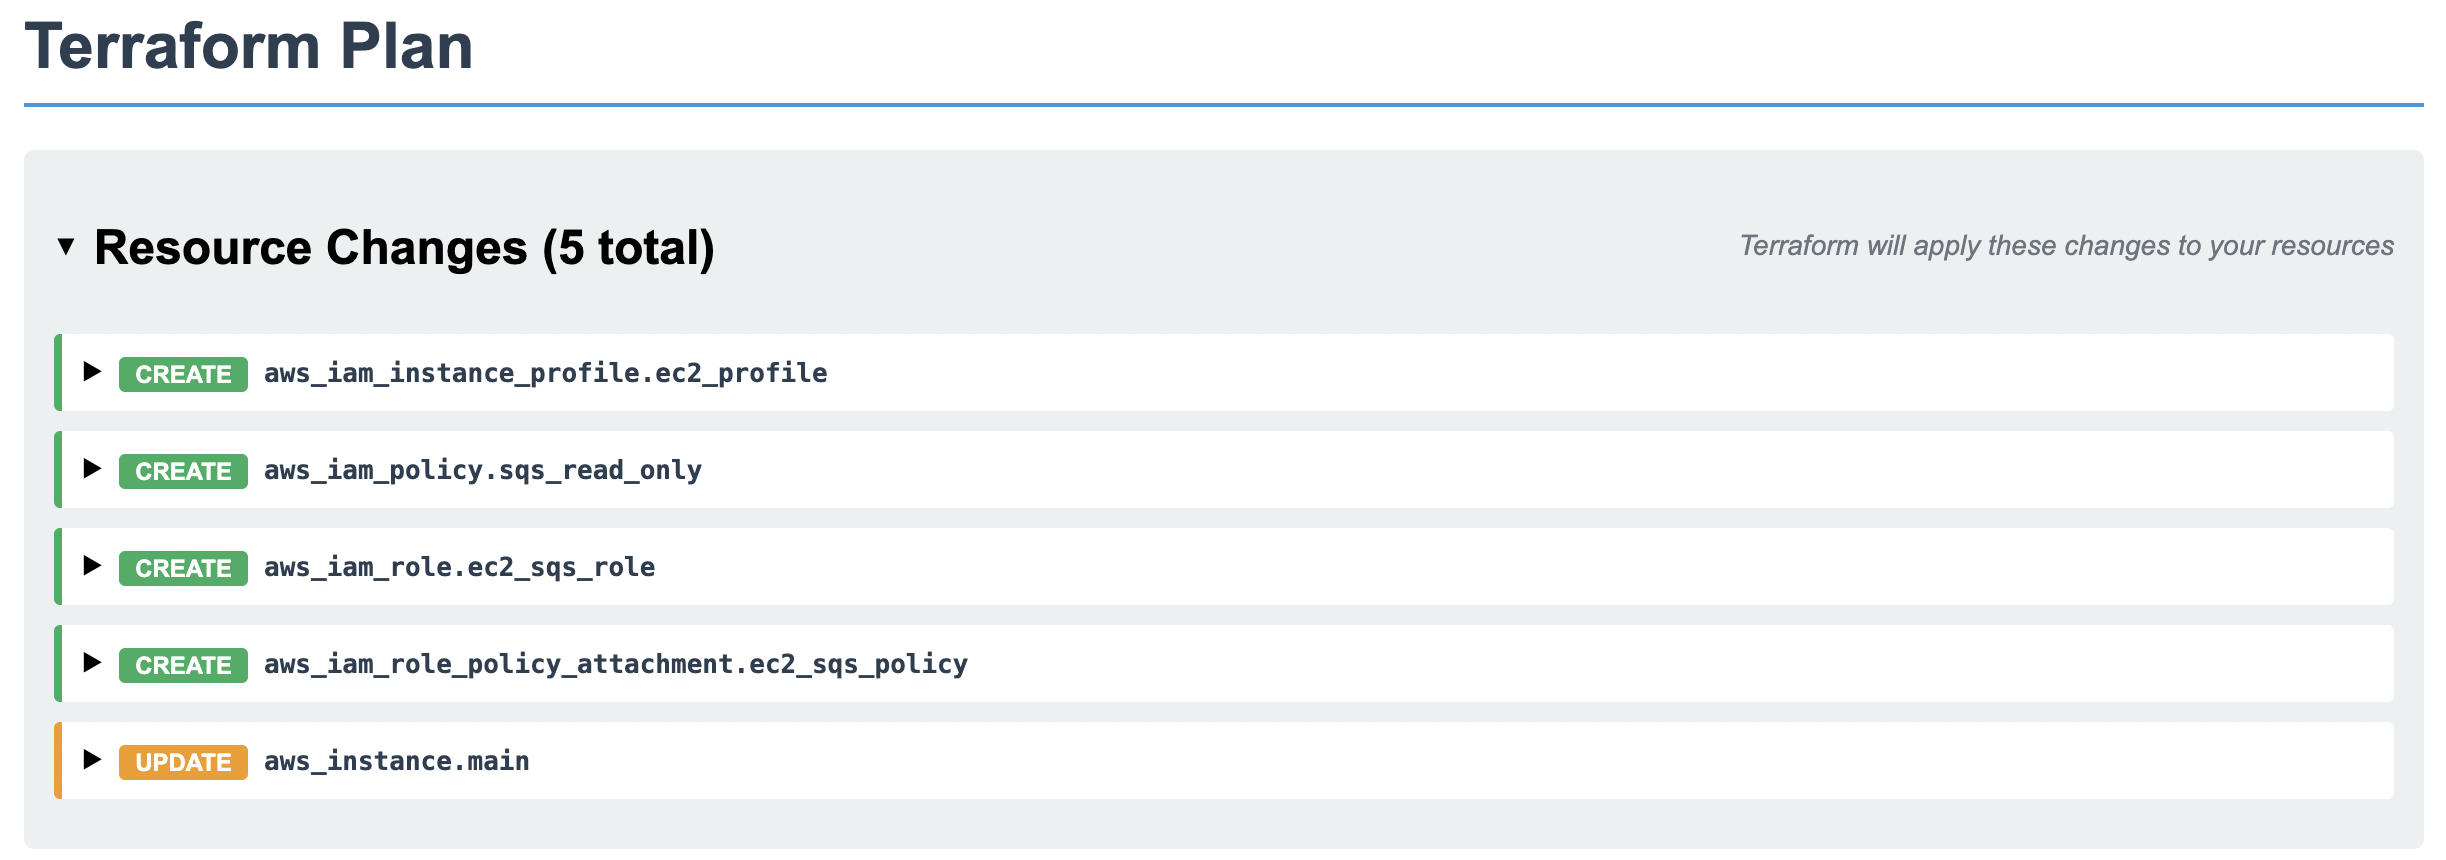 Terraform Plan
Resource Changes (5 total)
Terraform will apply these changes to your resources
CREATE aws_iam_instance_profile.ec2_profile
CREATE aws_iam_policy.sqs_read_only
CREATE aws_iam_role.ec2_sqs_role
CREATE aws_iam_role_policy_attachment.ec2_sqs_policy
UPDATE aws_instance.main